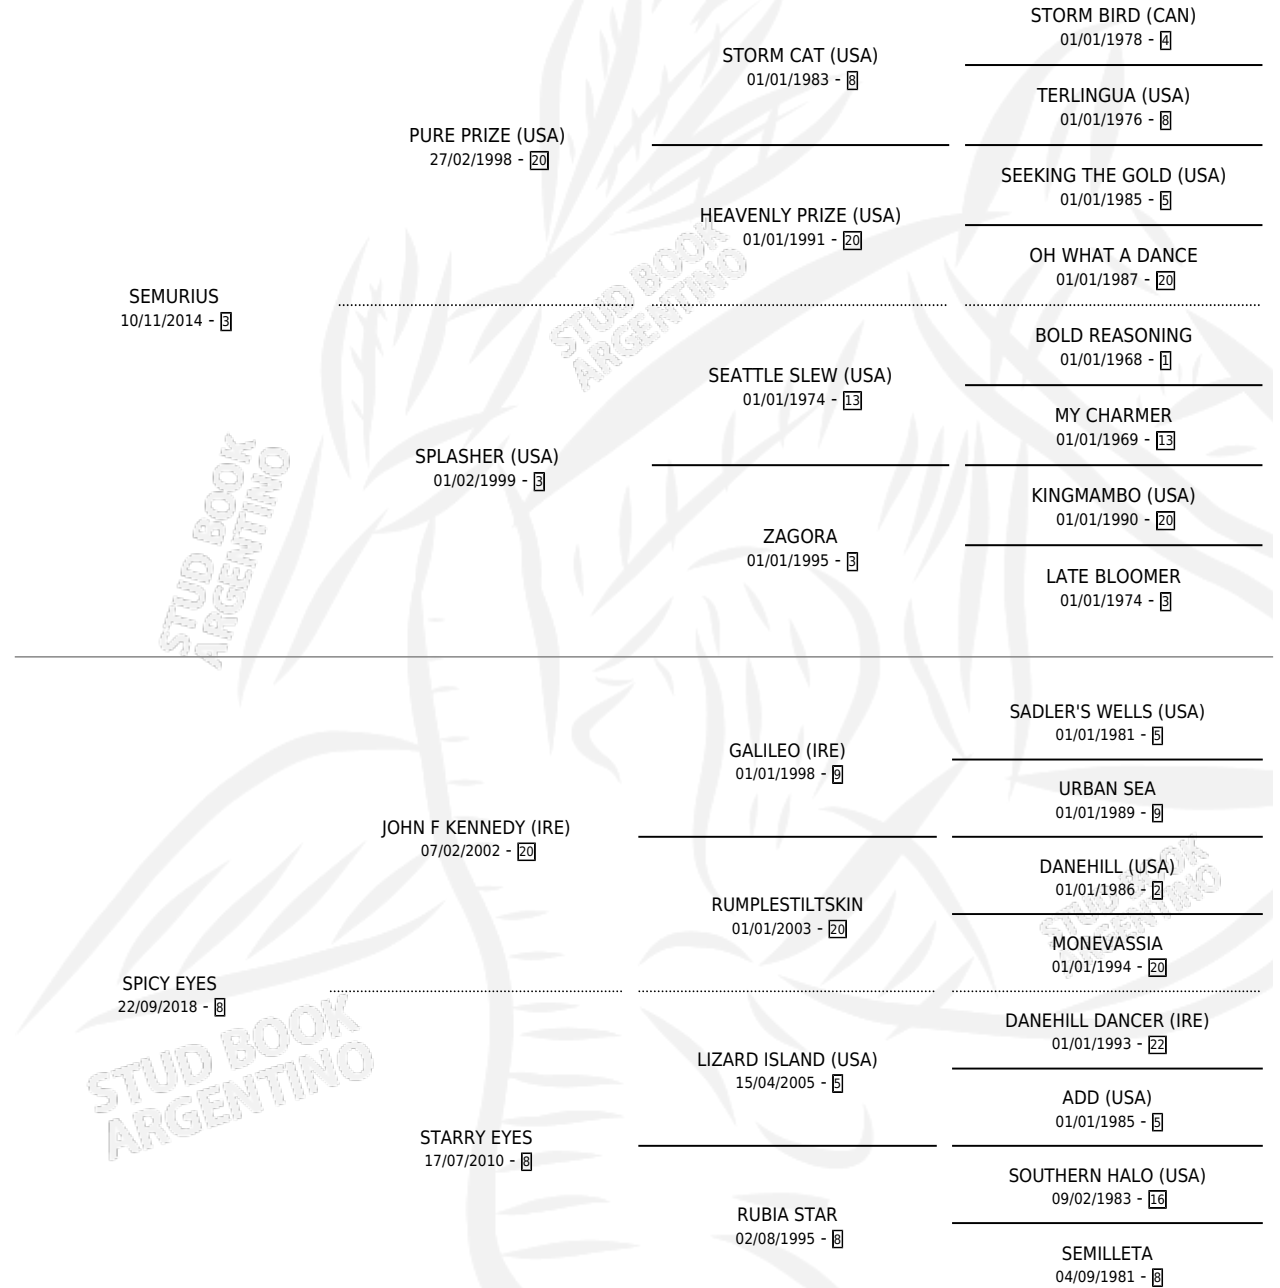 STORM BIRD (CAN)
01/01/1978 - 4
STORM CAT (USA)
01/01/1983 - 8
TERLINGUA (USA)
01/01/1976 - 8
PURE PRIZE (USA)
27/02/1998 - 20
SEEKING THE GOLD (USA)
01/01/1985 - 5
HEAVENLY PRIZE (USA)
01/01/1991 - 20
OH WHAT A DANCE
01/01/1987 - 20
SEMURIUS
10/11/2014 - 3
BOLD REASONING
01/01/1968 - 1
SEATTLE SLEW (USA)
01/01/1974 - 13
MY CHARMER
01/01/1969 - 13
SPLASHER (USA)
01/02/1999 - 3
KINGMAMBO (USA)
01/01/1990 - 20
ZAGORA
01/01/1995 - 3
LATE BLOOMER
01/01/1974 - 3
SADLER'S WELLS (USA)
01/01/1981 - 5
GALILEO (IRE)
01/01/1998 - 9
URBAN SEA
01/01/1989 - 9
JOHN F KENNEDY (IRE)
07/02/2002 - 20
DANEHILL (USA)
01/01/1986 - 2
RUMPLESTILTSKIN
01/01/2003 - 20
MONEVASSIA
01/01/1994 - 20
SPICY EYES
22/09/2018 - 8
DANEHILL DANCER (IRE)
01/01/1993 - 22
LIZARD ISLAND (USA)
15/04/2005 - 5
ADD (USA)
01/01/1985 - 5
STARRY EYES
17/07/2010 - 8
SOUTHERN HALO (USA)
09/02/1983 - 16
RUBIA STAR
02/08/1995 - 8
SEMILLETA
04/09/1981 - 8
STUD BOOK
ARGENTINO
STUD BOOK
ARGENTINO
STUD BOOK
ARGENTINO
STUD BOOK
ARGENTINO